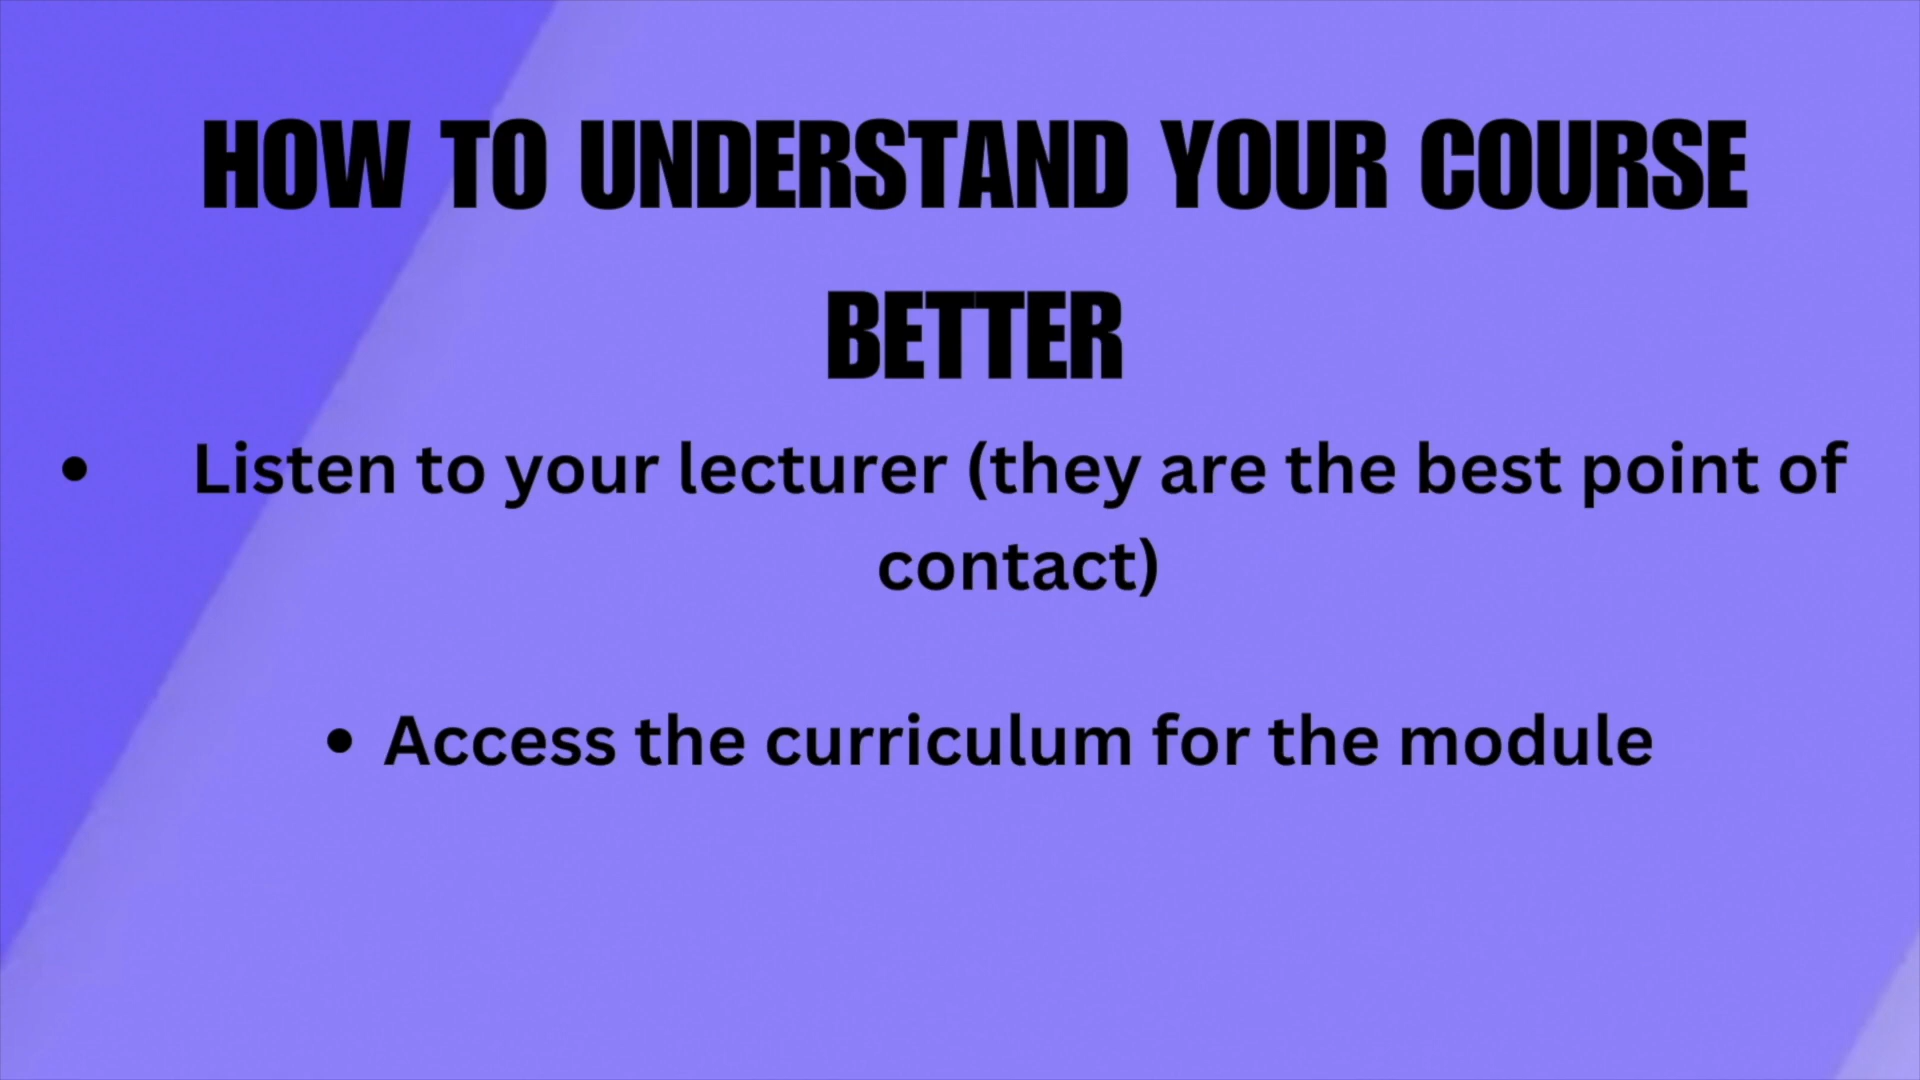 HOW TO UNDERSTAND YOUR COURSE
BETTER
• Listen to your lecturer (they are the best point of
contact)
• Access the curriculum for the module